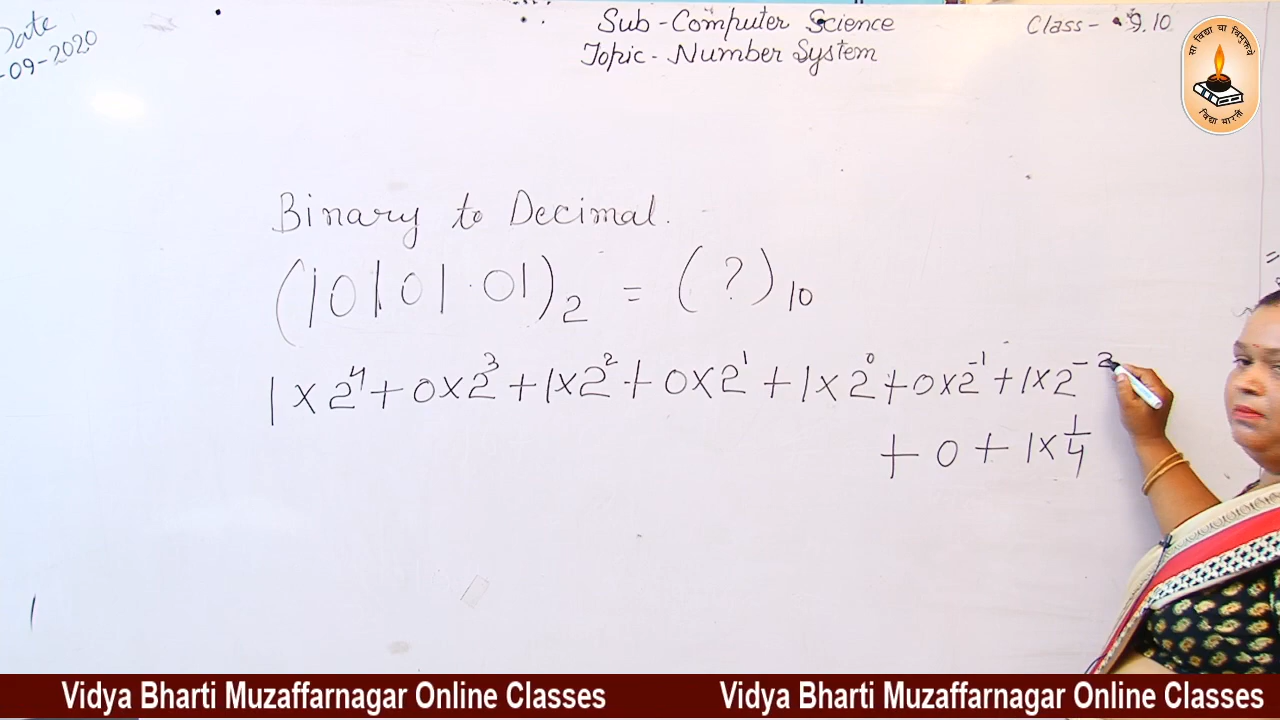 Date
-09-2020
Sub - Computer Science
Topic - Number System
Class - 9.10
सा विद्या या विमुक्तये
विद्या भारती
Binary to Decimal.
(10101.01)₂ = (?)₁₀
1×2⁴+0×2³+1×2²+0×2¹+1×2⁰+0×2⁻¹+1×2⁻²
+0+1×1/4
Vidya Bharti Muzaffarnagar Online Classes Vidya Bharti Muzaffarnagar Online Classes